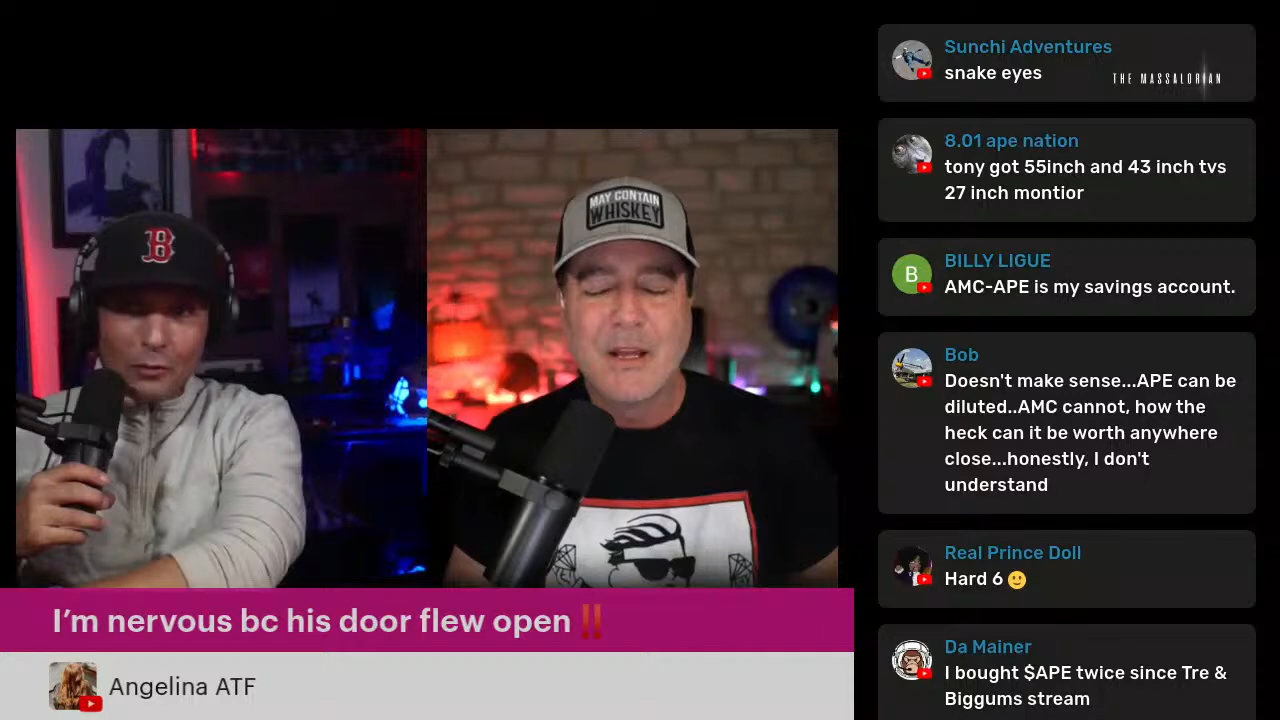 Sunchi Adventures
snake eyes
THE MASSALORIAN
8.01 ape nation
tony got 55inch and 43 inch tvs
27 inch montior
B
BILLY LIGUE
AMC-APE is my savings account.
Bob
Doesn't make sense...APE can be
diluted..AMC cannot, how the
heck can it be worth anywhere
close...honestly, I don't
understand
Real Prince Doll
Hard 6 🙂
Da Mainer
I bought $APE twice since Tre &
Biggums stream
B
MAY CONTAIN
WHISKEY
I’m nervous bc his door flew open‼️
Angelina ATF